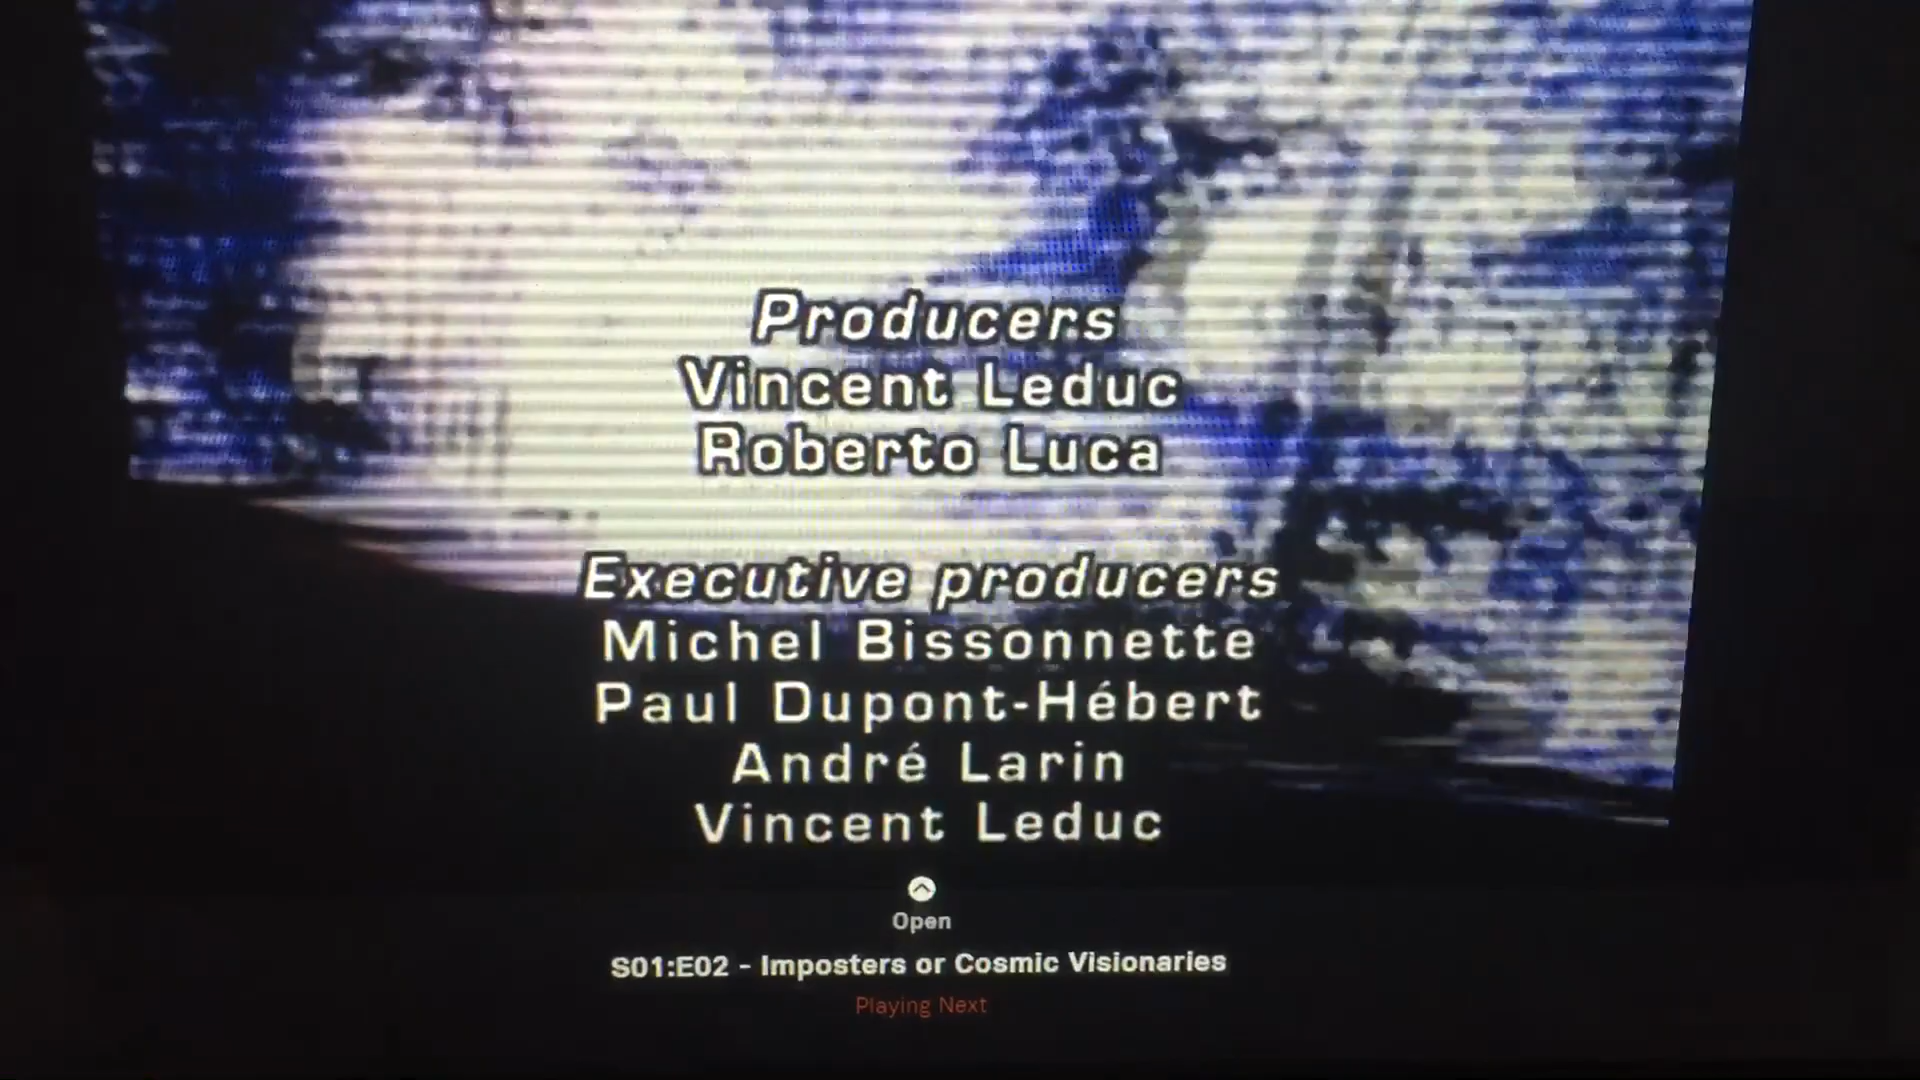 Producers
Vincent Leduc
Roberto Luca
Executive producers
Michel Bissonnette
Paul Dupont-Hébert
André Larin
Vincent Leduc
Open
S01:E02 - Imposters or Cosmic Visionaries
Playing Next